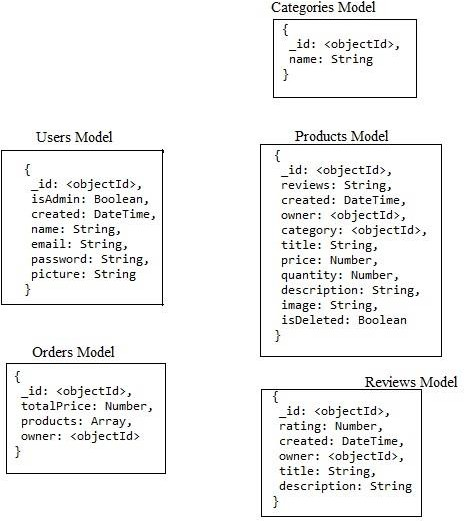 Categories Model
{
_id: <objectId>,
name: String
}
Users Model
{
_id: <objectId>,
isAdmin: Boolean,
created: DateTime,
name: String,
email: String,
password: String,
picture: String
}
Products Model
{
_id: <objectId>,
reviews: String,
created: DateTime,
owner: <objectId>,
category: <objectId>,
title: String,
price: Number,
quantity: Number,
description: String,
image: String,
isDeleted: Boolean
}
Orders Model
{
_id: <objectId>,
totalPrice: Number,
products: Array,
owner: <objectId>
}
Reviews Model
{
_id: <objectId>,
rating: Number,
created: DateTime,
owner: <objectId>,
title: String,
description: String
}